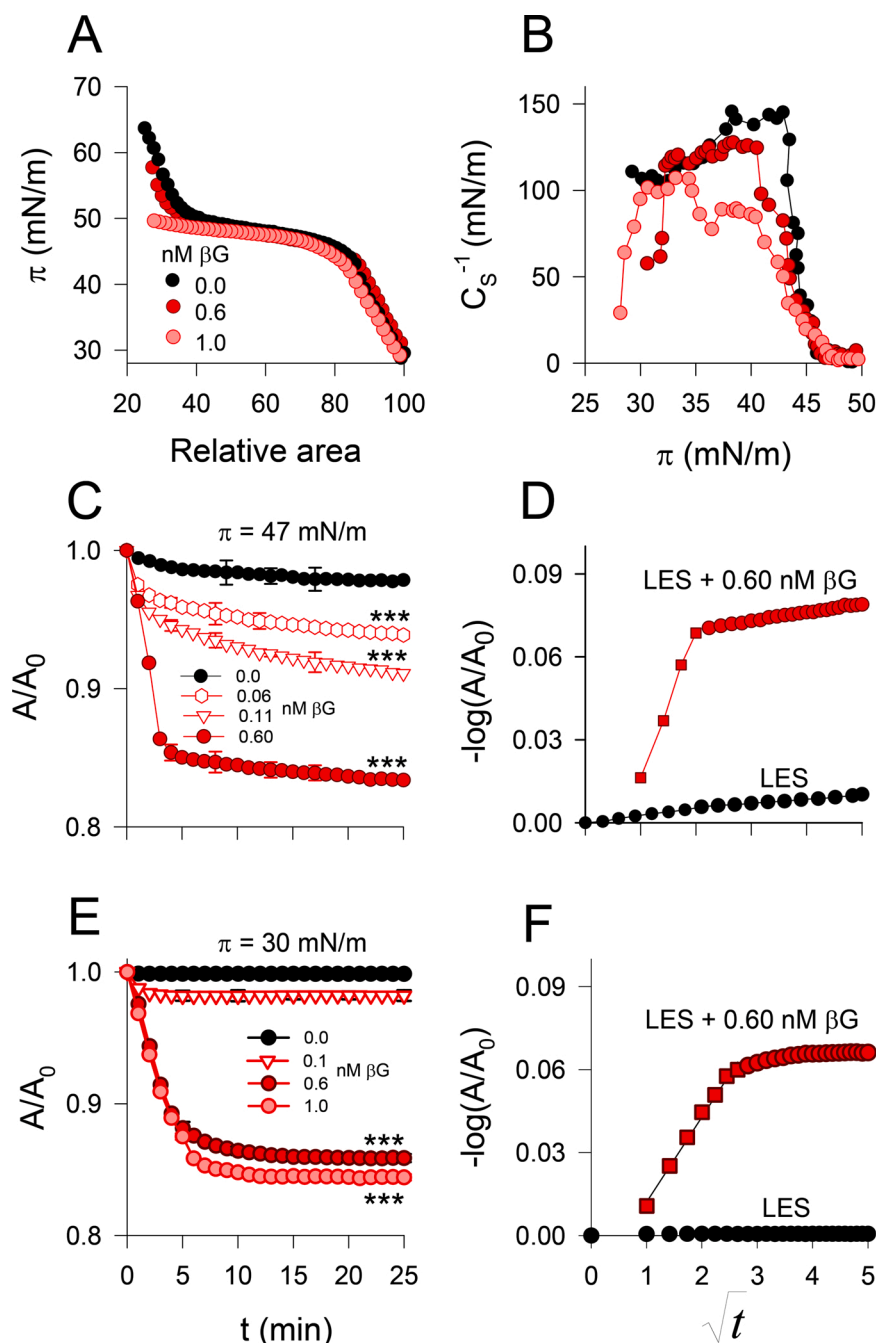 A
70
60
50
40
30
π (mN/m)
nM βG
0.0
0.6
1.0
20 40 60 80 100
Relative area
B
150
100
50
0
C_S^-1 (mN/m)
25 30 35 40 45 50
π (mN/m)
C
π = 47 mN/m
1.0
0.9
0.8
A/A_0
***
***
***
0.0
0.06
0.11
0.60
nM βG
D
0.09
0.06
0.03
0.00
-log(A/A_0)
LES + 0.60 nM βG
LES
E
π = 30 mN/m
1.0
0.9
0.8
A/A_0
0.0
0.1
0.6
1.0
nM βG
***
***
0 5 10 15 20 25
t (min)
F
0.09
0.06
0.03
0.00
-log(A/A_0)
LES + 0.60 nM βG
LES
0 1 2 3 4 5
√t